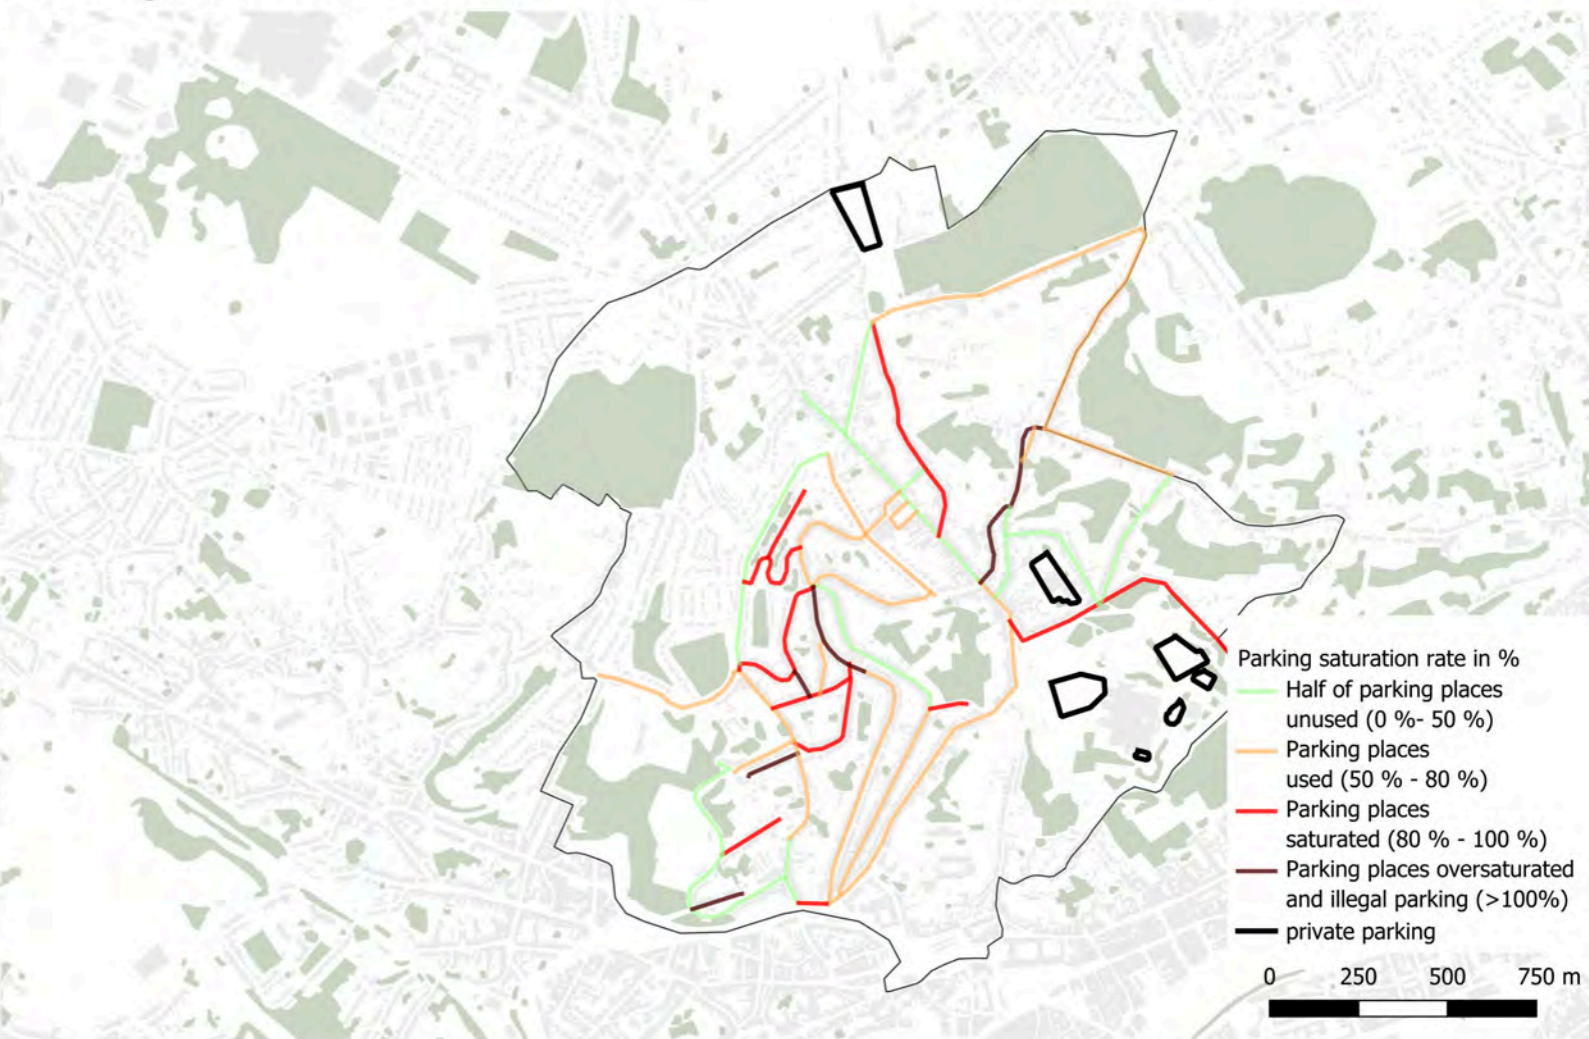 Parking saturation rate in %
Half of parking places
unused (0 %- 50 %)
Parking places
used (50 % - 80 %)
Parking places
saturated (80 % - 100 %)
Parking places oversaturated
and illegal parking (>100%)
private parking
0 250 500 750 m